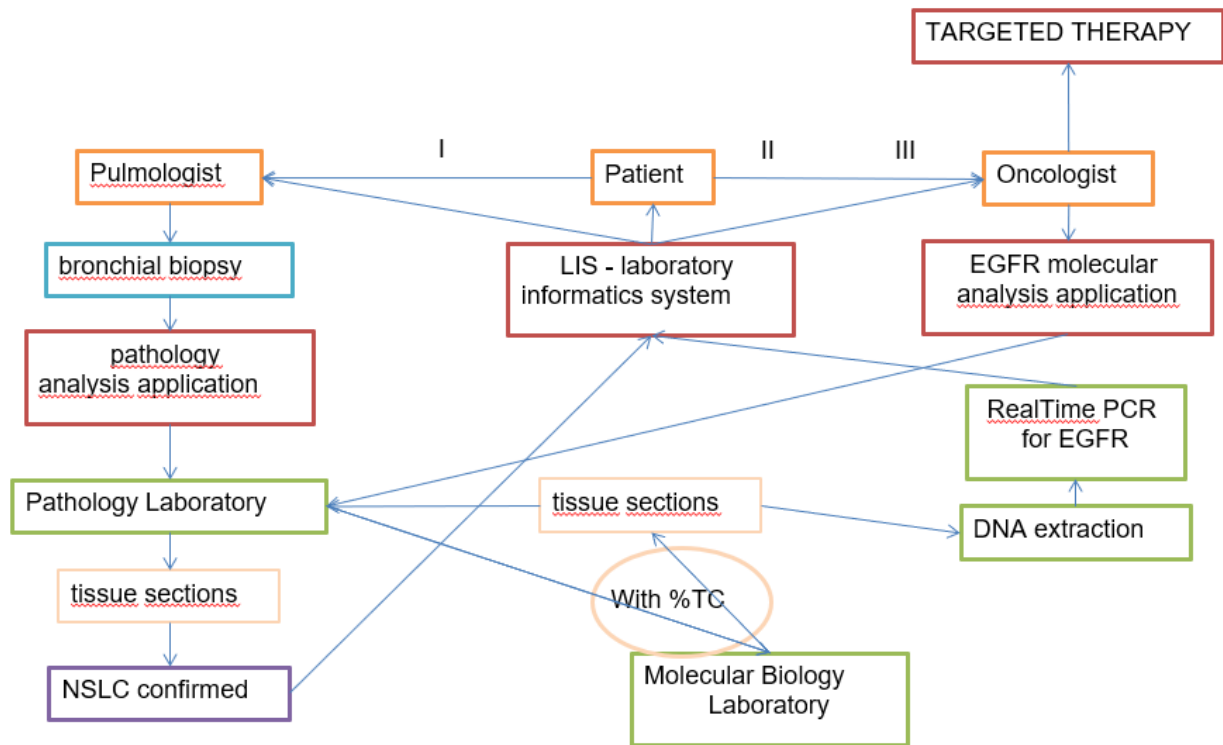 TARGETED THERAPY
I
II
III
Pulmologist
Patient
Oncologist
bronchial biopsy
LIS - laboratory
informatics system
EGFR molecular
analysis application
pathology
analysis application
RealTime PCR
for EGFR
Pathology Laboratory
tissue sections
DNA extraction
tissue sections
With %TC
NSLC confirmed
Molecular Biology
Laboratory